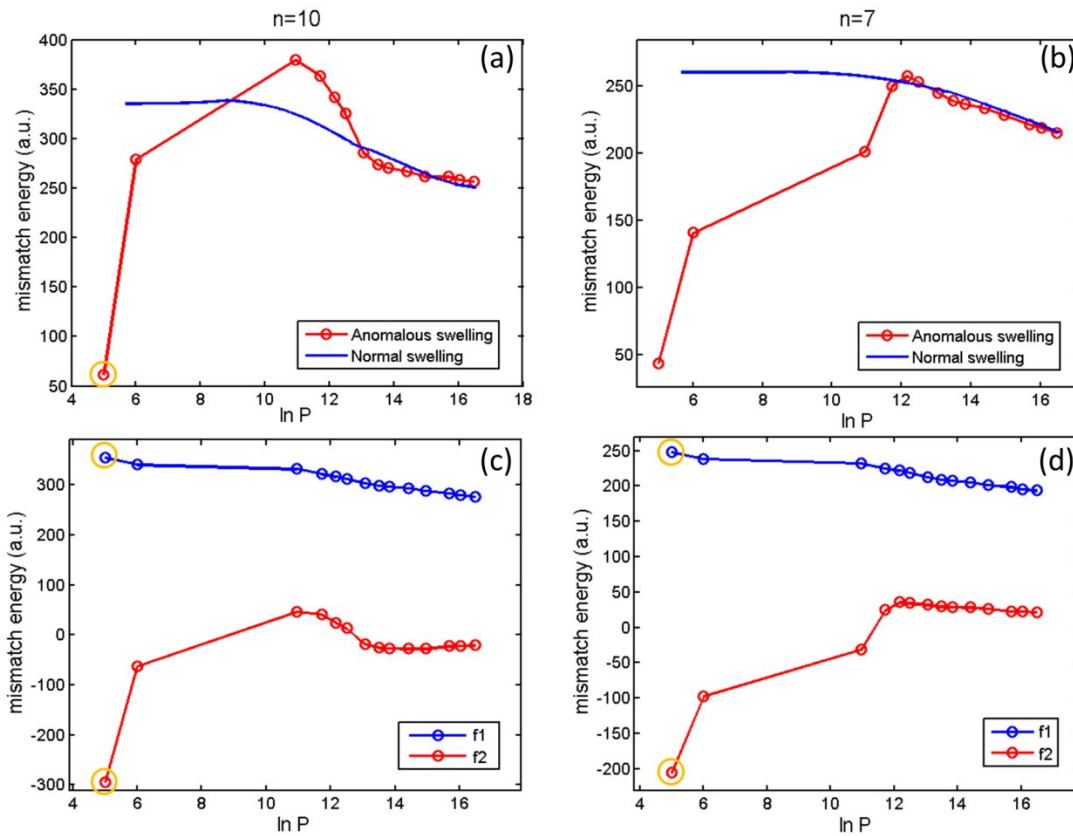 n=10
n=7
(a)
400
350
300
250
200
150
100
50
mismatch energy (a.u.)
Anomalous swelling
Normal swelling
4 6 8 10 12 14 16 18
ln P
(b)
250
200
150
100
50
mismatch energy (a.u.)
Anomalous swelling
Normal swelling
4 6 8 10 12 14 16
ln P
(c)
300
200
100
0
-100
-200
-300
mismatch energy (a.u.)
f1
f2
4 6 8 10 12 14 16
ln P
(d)
250
200
150
100
50
0
-50
-100
-150
-200
mismatch energy (a.u.)
f1
f2
4 6 8 10 12 14 16
ln P